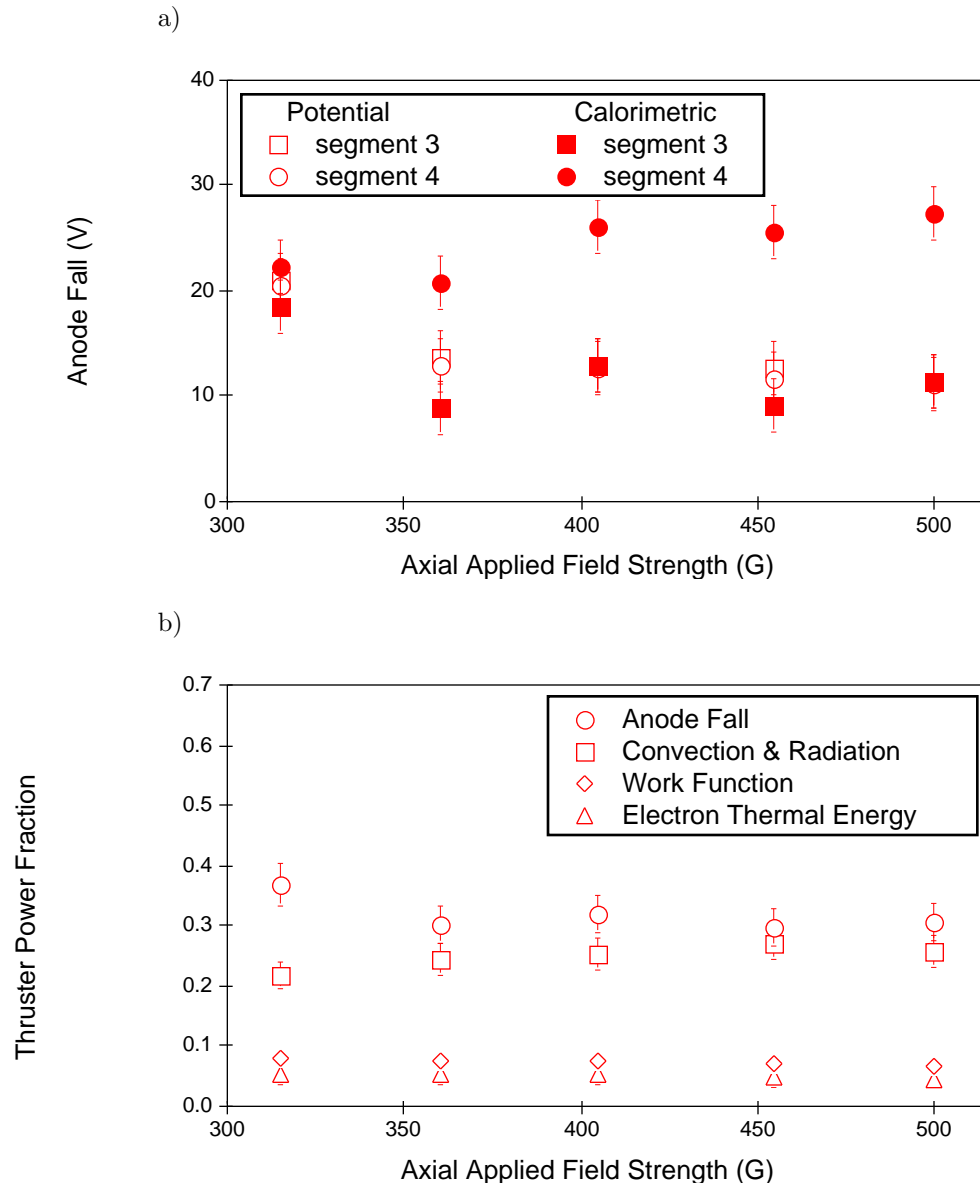 a)
40
30
20
10
0
Anode Fall (V)
Potential Calorimetric
segment 3 segment 3
segment 4 segment 4
300 350 400 450 500
Axial Applied Field Strength (G)
b)
0.7
0.6
0.5
0.4
0.3
0.2
0.1
0.0
Thruster Power Fraction
Anode Fall
Convection & Radiation
Work Function
Electron Thermal Energy
300 350 400 450 500
Axial Applied Field Strength (G)